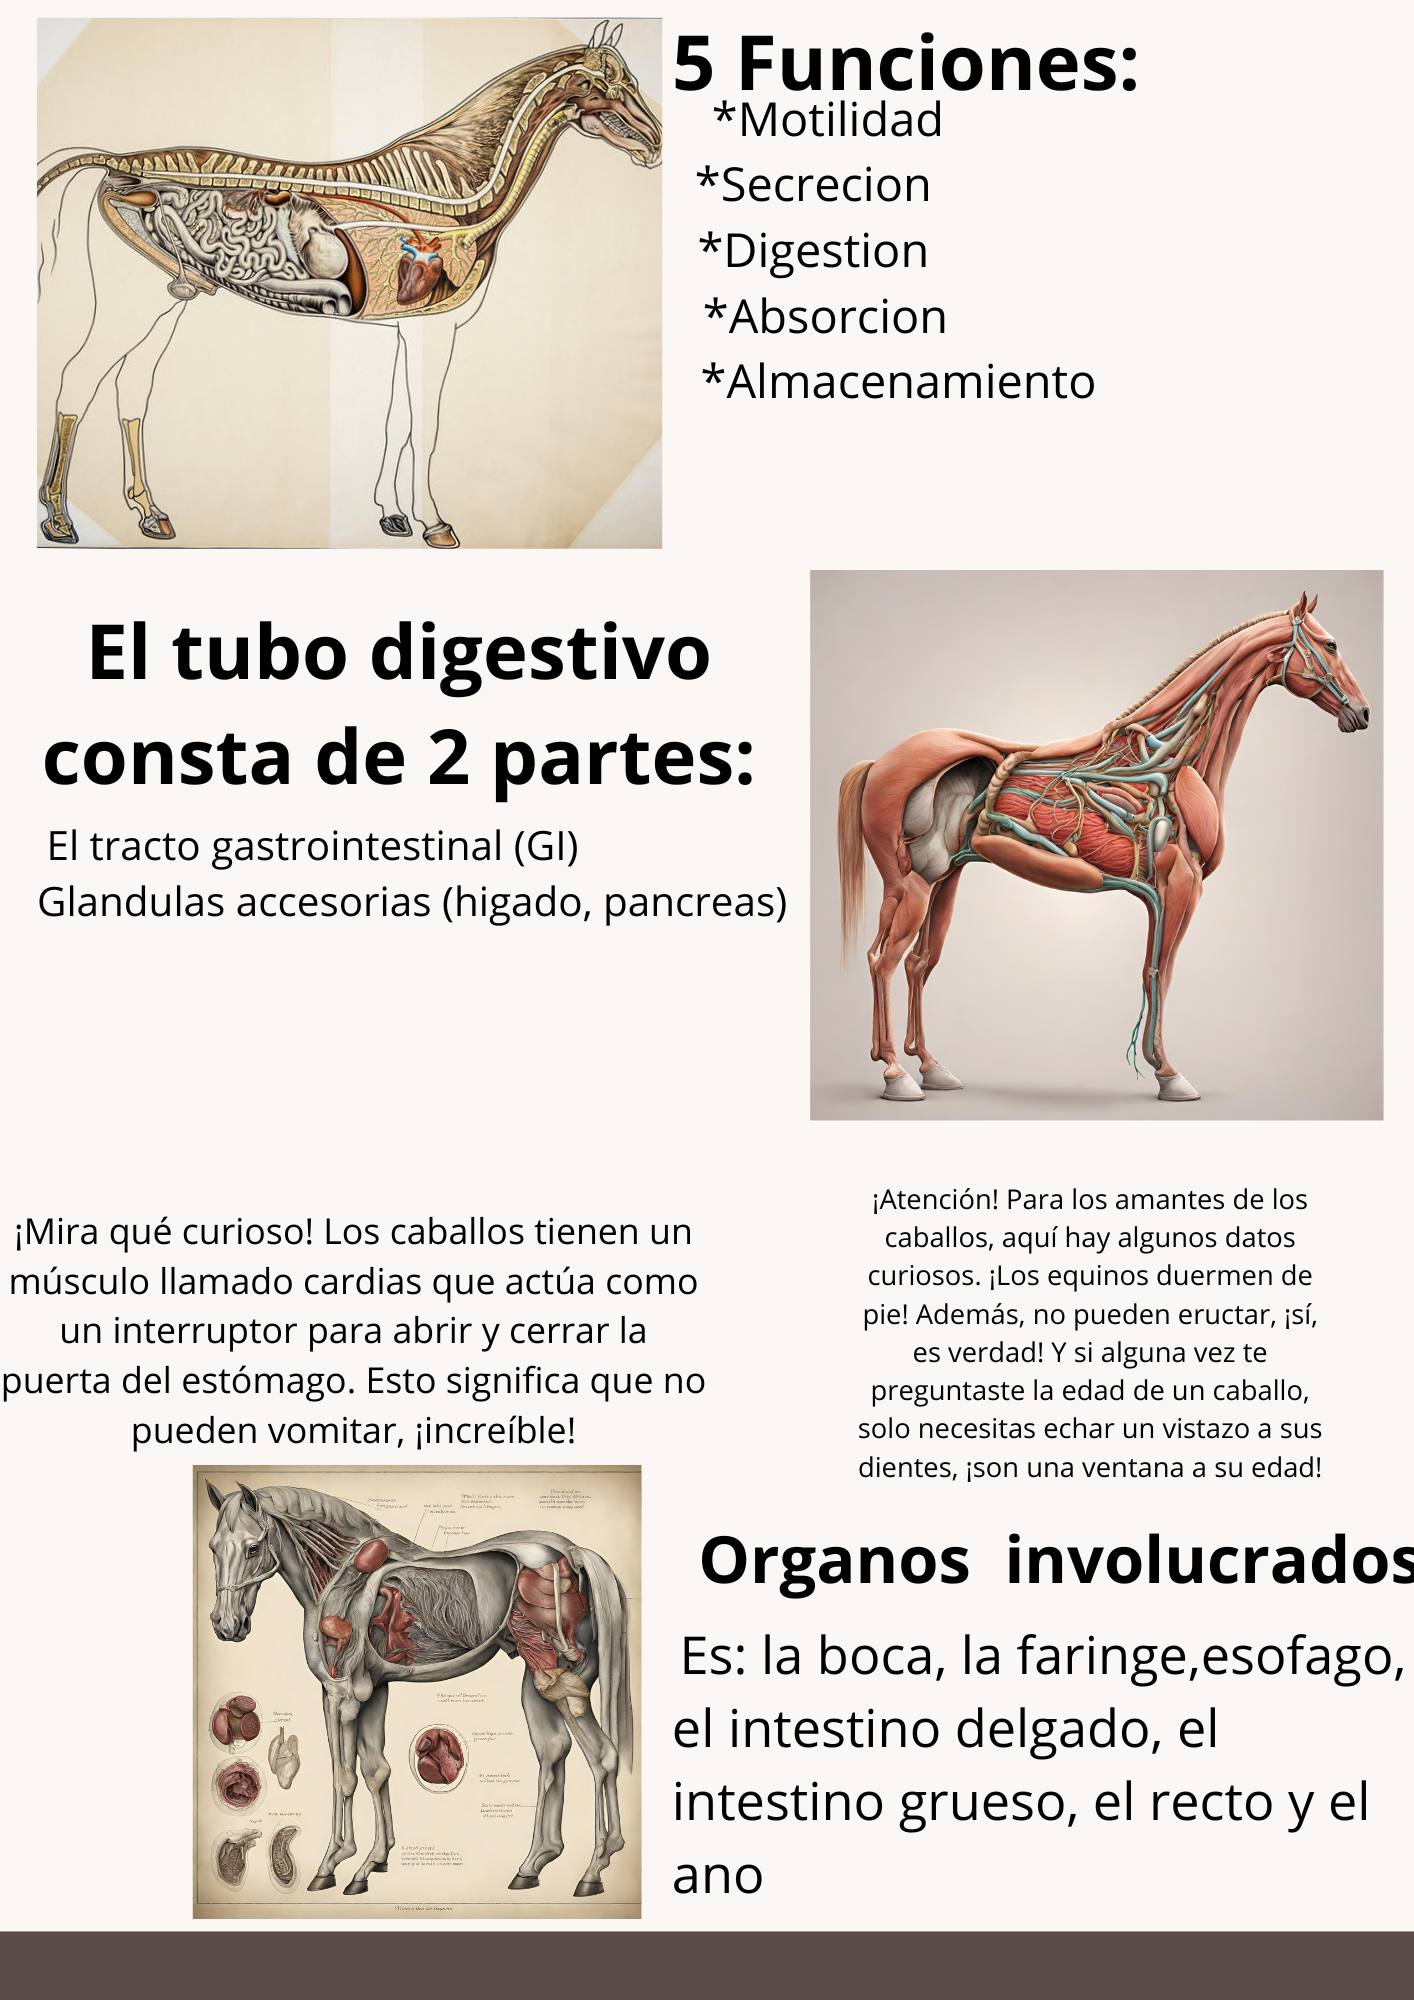 5 Funciones:
*Motilidad
*Secrecion
*Digestion
*Absorcion
*Almacenamiento
El tubo digestivo
consta de 2 partes:
El tracto gastrointestinal (GI)
Glandulas accesorias (higado, pancreas)
¡Mira qué curioso! Los caballos tienen un
músculo llamado cardias que actúa como
un interruptor para abrir y cerrar la
puerta del estómago. Esto significa que no
pueden vomitar, ¡increíble!
¡Atención! Para los amantes de los
caballos, aquí hay algunos datos
curiosos. ¡Los equinos duermen de
pie! Además, no pueden eructar, ¡sí,
es verdad! Y si alguna vez te
preguntaste la edad de un caballo,
solo necesitas echar un vistazo a sus
dientes, ¡son una ventana a su edad!
Organos involucrados
Es: la boca, la faringe,esofago,
el intestino delgado, el
intestino grueso, el recto y el
ano